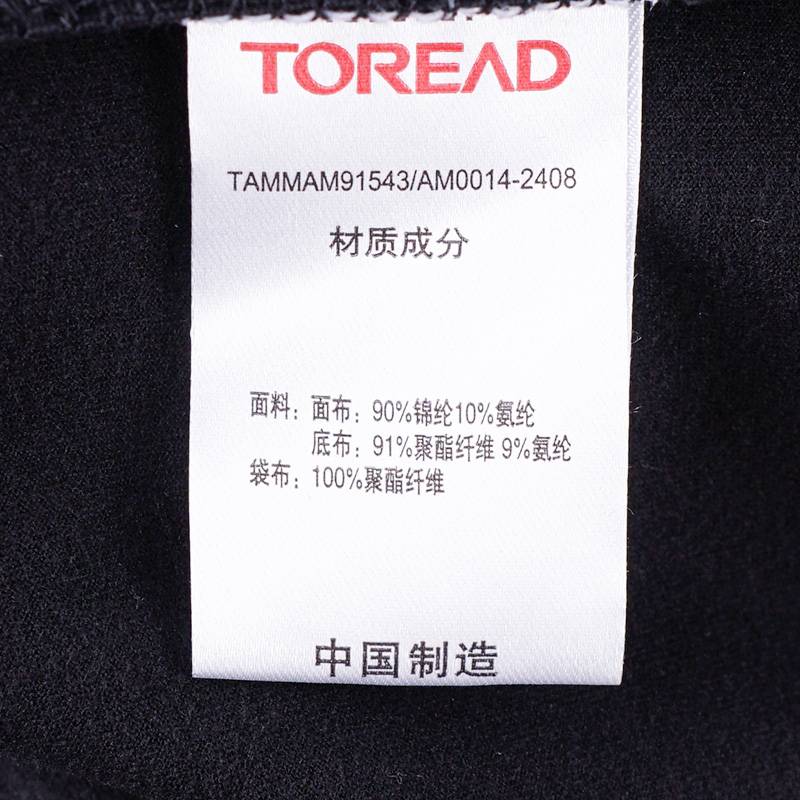 TOREAD
TAMMAM91543/AM0014-2408
材质成分
面料：面布：90%锦纶10%氨纶
底布：91%聚酯纤维 9%氨纶
袋布：100%聚酯纤维
中国制造